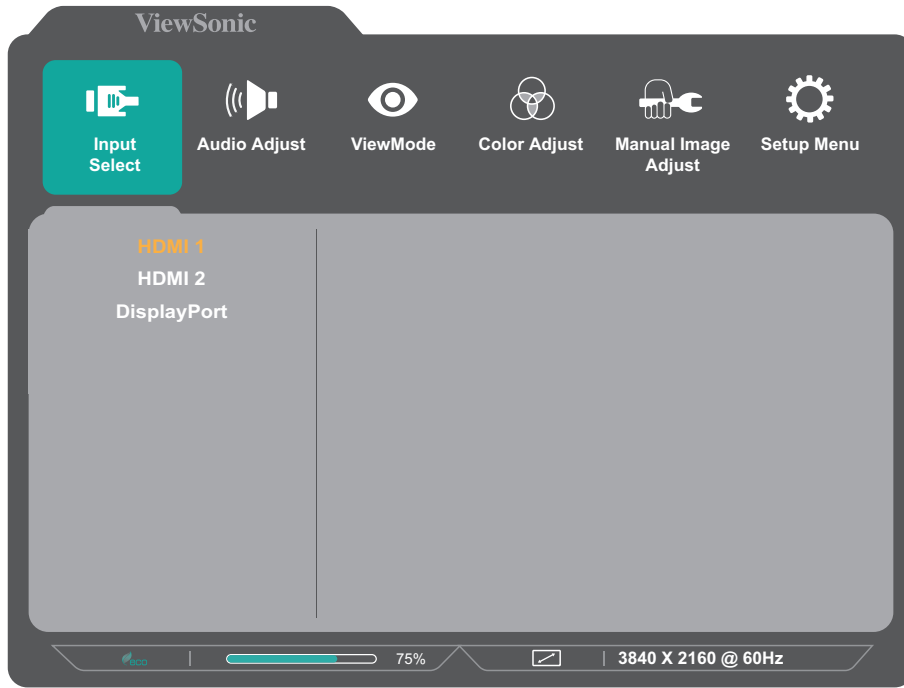 ViewSonic
Input
Select
Audio Adjust
ViewMode
Color Adjust
Manual Image
Adjust
Setup Menu
HDMI 1
HDMI 2
DisplayPort
eco
75%
3840 X 2160 @ 60Hz